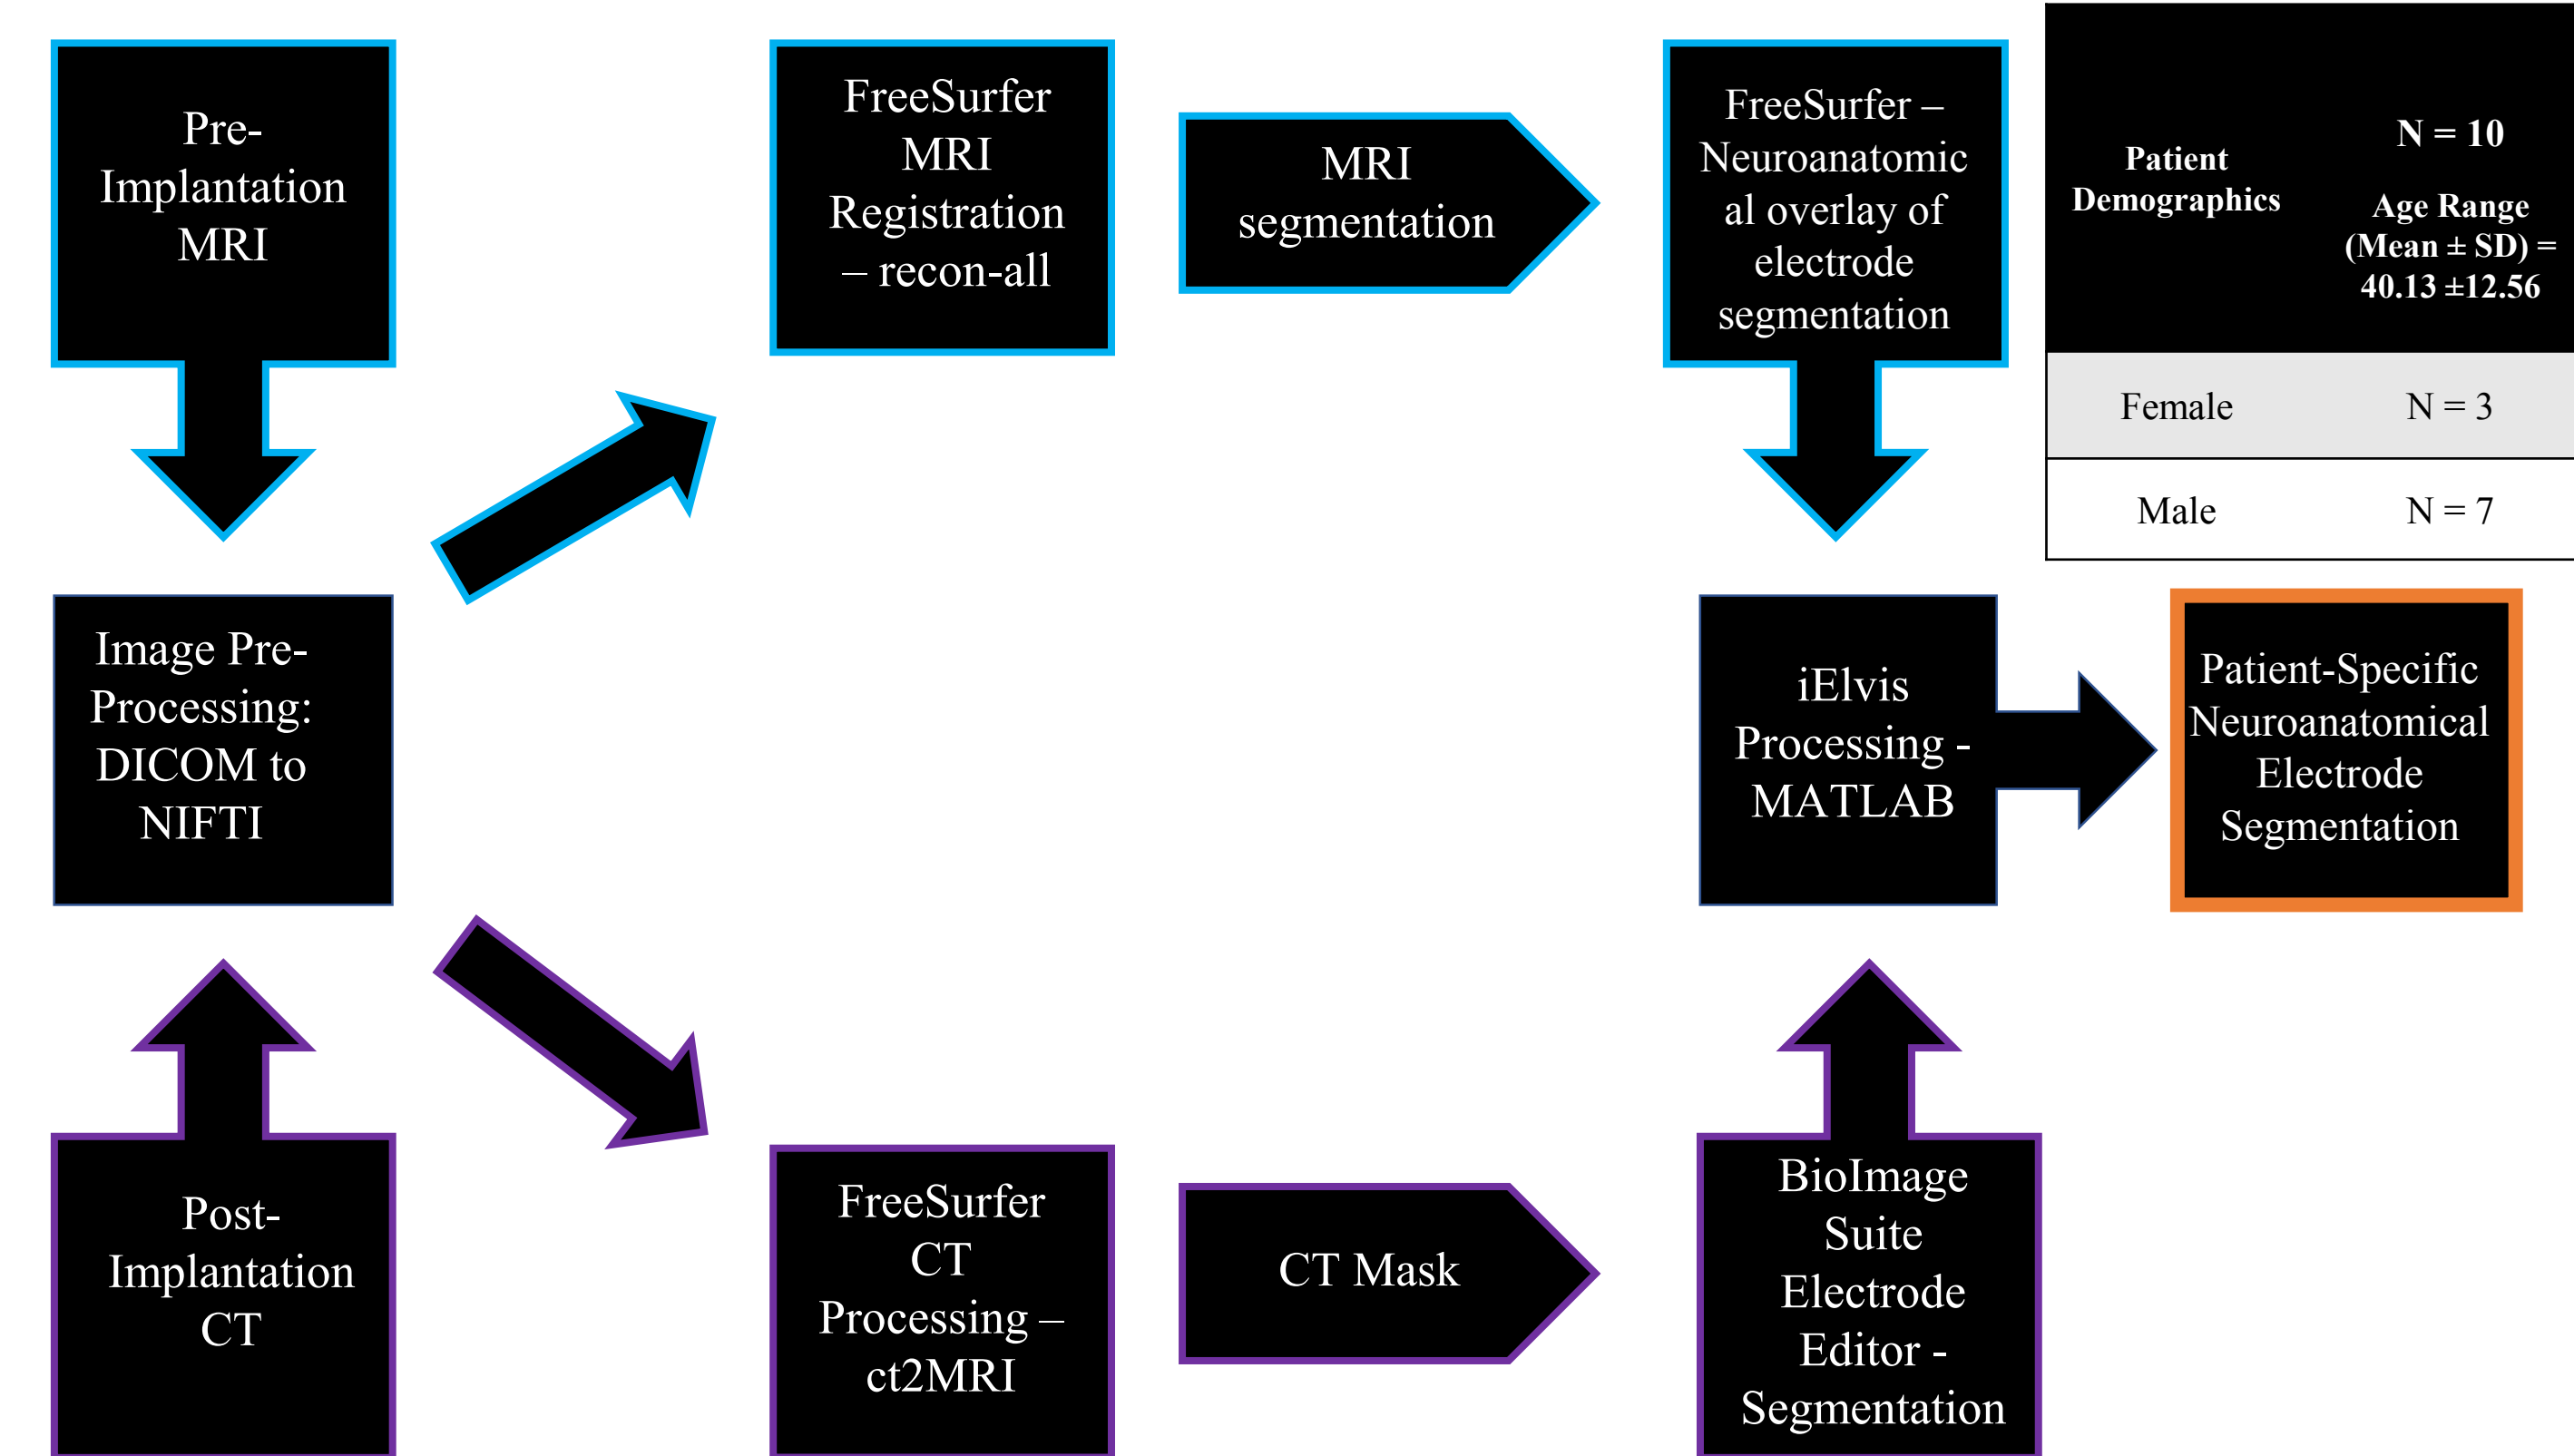 Pre-
Implantation
MRI
FreeSurfer
MRI
Registration
– recon-all
MRI
segmentation
FreeSurfer –
Neuroanatomic
al overlay of
electrode
segmentation
Patient
Demographics
N = 10
Age Range
(Mean ± SD) =
40.13 ±12.56
Female
N = 3
Male
N = 7
Image Pre-
Processing:
DICOM to
NIFTI
iElvis
Processing -
MATLAB
Patient-Specific
Neuroanatomical
Electrode
Segmentation
Post-
Implantation
CT
FreeSurfer
CT
Processing –
ct2MRI
CT Mask
BioImage
Suite
Electrode
Editor -
Segmentation